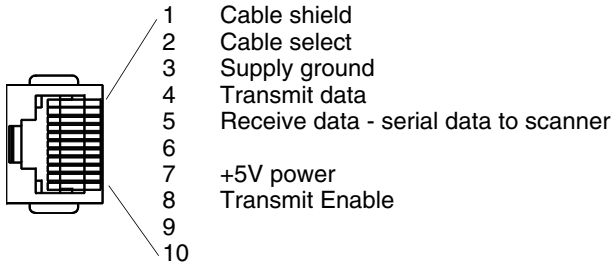 1 Cable shield
2 Cable select
3 Supply ground
4 Transmit data
5 Receive data - serial data to scanner
6
7 +5V power
8 Transmit Enable
9
10